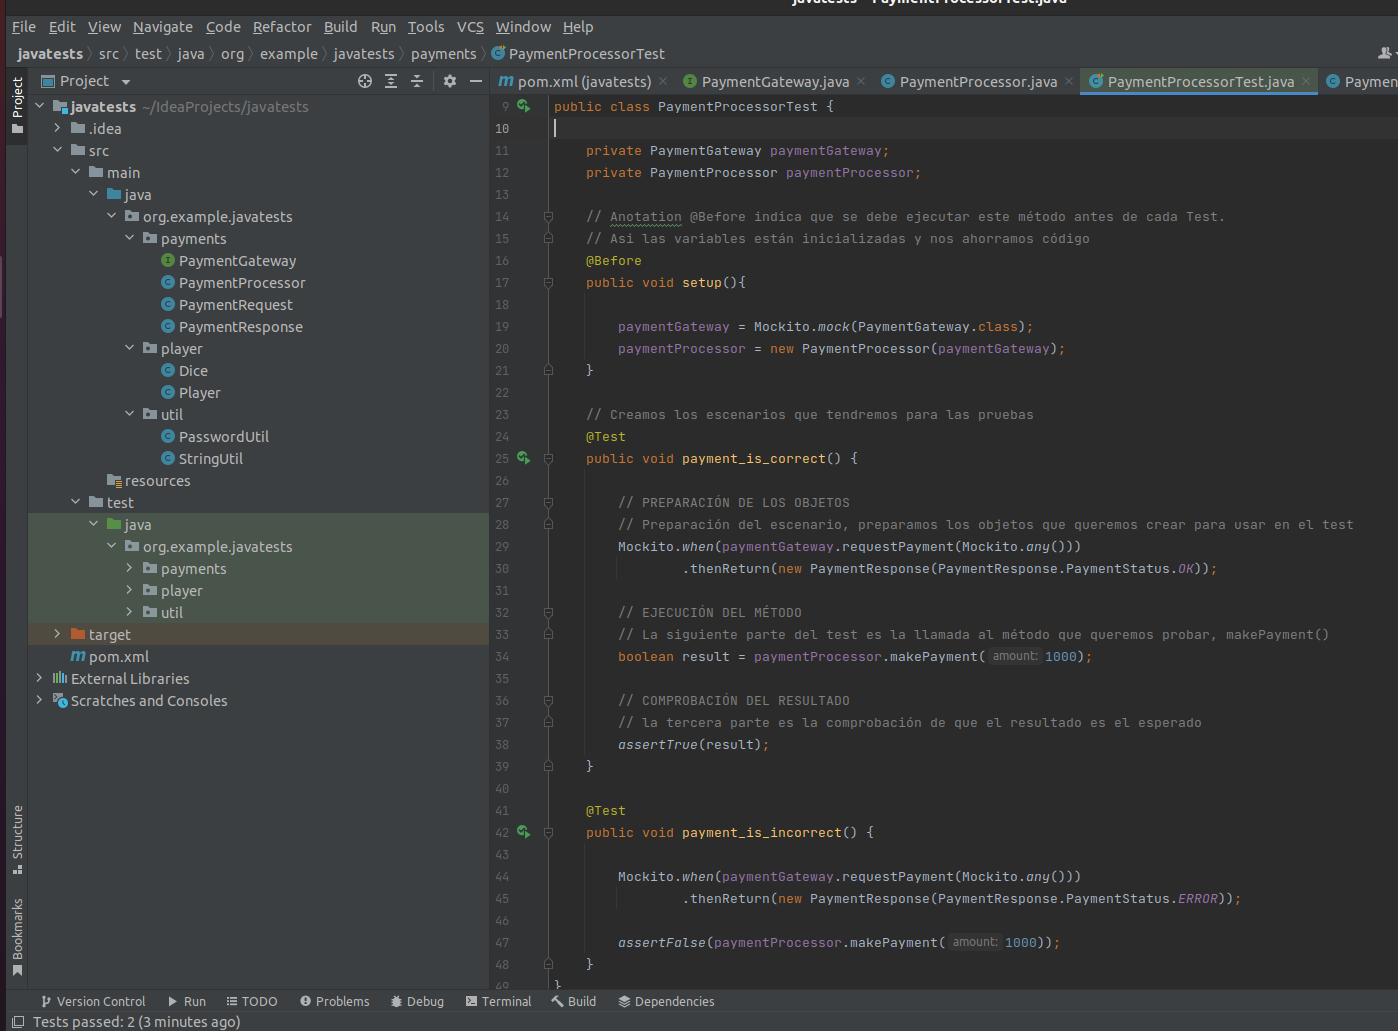 javatests - PaymentProcessorTest.java
File Edit View Navigate Code Refactor Build Run Tools VCS Window Help
javatests src test java org example javatests payments PaymentProcessorTest
Project
pom.xml (javatests) PaymentGateway.java PaymentProcessor.java PaymentProcessorTest.java Paymen
Project
javatests ~/IdeaProjects/javatests
.idea
src
main
java
org.example.javatests
payments
PaymentGateway
PaymentProcessor
PaymentRequest
PaymentResponse
player
Dice
Player
util
PasswordUtil
StringUtil
resources
test
java
org.example.javatests
payments
player
util
target
pom.xml
External Libraries
Scratches and Consoles
Structure
Bookmarks
9 public class PaymentProcessorTest {
10
11 private PaymentGateway paymentGateway;
12 private PaymentProcessor paymentProcessor;
13
14 // Anotation @Before indica que se debe ejecutar este método antes de cada Test.
15 // Asi las variables están inicializadas y nos ahorramos código
16 @Before
17 public void setup(){
18
19 paymentGateway = Mockito.mock(PaymentGateway.class);
20 paymentProcessor = new PaymentProcessor(paymentGateway);
21 }
22
23 // Creamos los escenarios que tendremos para las pruebas
24 @Test
25 public void payment_is_correct() {
26
27 // PREPARACIÓN DE LOS OBJETOS
28 // Preparación del escenario, preparamos los objetos que queremos crear para usar en el test
29 Mockito.when(paymentGateway.requestPayment(Mockito.any()))
30 .thenReturn(new PaymentResponse(PaymentResponse.PaymentStatus.OK));
31
32 // EJECUCIÓN DEL MÉTODO
33 // La siguiente parte del test es la llamada al método que queremos probar, makePayment()
34 boolean result = paymentProcessor.makePayment( amount: 1000);
35
36 // COMPROBACIÓN DEL RESULTADO
37 // la tercera parte es la comprobación de que el resultado es el esperado
38 assertTrue(result);
39 }
40
41 @Test
42 public void payment_is_incorrect() {
43
44 Mockito.when(paymentGateway.requestPayment(Mockito.any()))
45 .thenReturn(new PaymentResponse(PaymentResponse.PaymentStatus.ERROR));
46
47 assertFalse(paymentProcessor.makePayment( amount: 1000));
48 }
49 }
Version Control Run TODO Problems Debug Terminal Build Dependencies
Tests passed: 2 (3 minutes ago)